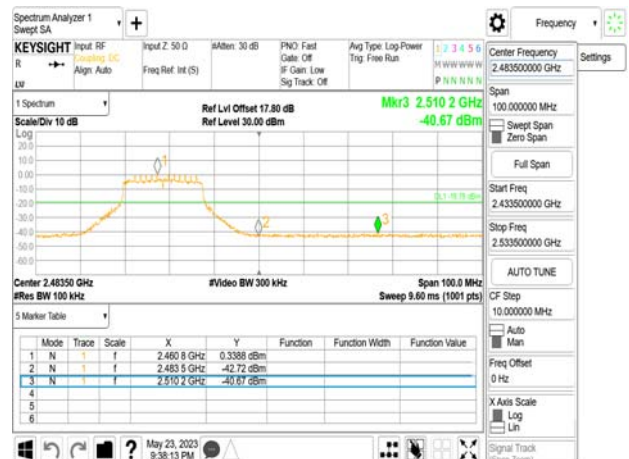 Spectrum Analyzer 1
Swept SA
Frequency
KEYSIGHT
R
Input: RF
Coupling: DC
Align: Auto
Input Z: 50 Ω
Freq Ref: Int (S)
#Atten: 30 dB
PNO: Fast
Gate: Off
IF Gain: Low
Sig Track: Off
Avg Type: Log-Power
Trig: Free Run
1 2 3 4 5 6
M W W W W W
P N N N N N
1 Spectrum
Scale/Div 10 dB
Ref Lvl Offset 17.80 dB
Ref Level 30.00 dBm
Mkr3 2.510 2 GHz
-40.67 dBm
Log
20.0
10.0
0.00
-10.0
-20.0
-30.0
-40.0
-50.0
-60.0
1
2
3
Center 2.48350 GHz
#Res BW 100 kHz
#Video BW 300 kHz
Span 100.0 MHz
Sweep 9.60 ms (1001 pts)
5 Marker Table
Mode Trace Scale X Y Function Function Width Function Value
1 N 1 f 2.460 8 GHz 0.3388 dBm
2 N 1 f 2.483 5 GHz -42.72 dBm
3 N 1 f 2.510 2 GHz -40.67 dBm
4
5
6
May 23, 2023
9:38:13 PM
Center Frequency
2.483500000 GHz
Settings
Span
100.000000 MHz
Swept Span
Zero Span
Full Span
Start Freq
2.433500000 GHz
Stop Freq
2.533500000 GHz
AUTO TUNE
CF Step
10.000000 MHz
Auto
Man
Freq Offset
0 Hz
X Axis Scale
Log
Lin
Signal Track